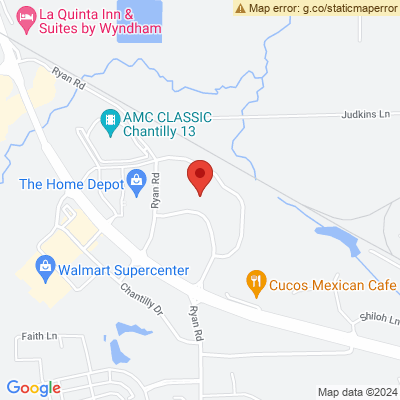 La Quinta Inn &
Suites by Wyndham
Map error: g.co/staticmaperror
Ryan Rd
AMC CLASSIC
Chantilly 13
Judkins Ln
The Home Depot
Ryan Rd
Walmart Supercenter
Chantilly Dr
Cucos Mexican Cafe
Ryan Rd
Shiloh Ln
Faith Ln
Google
Map data ©2024